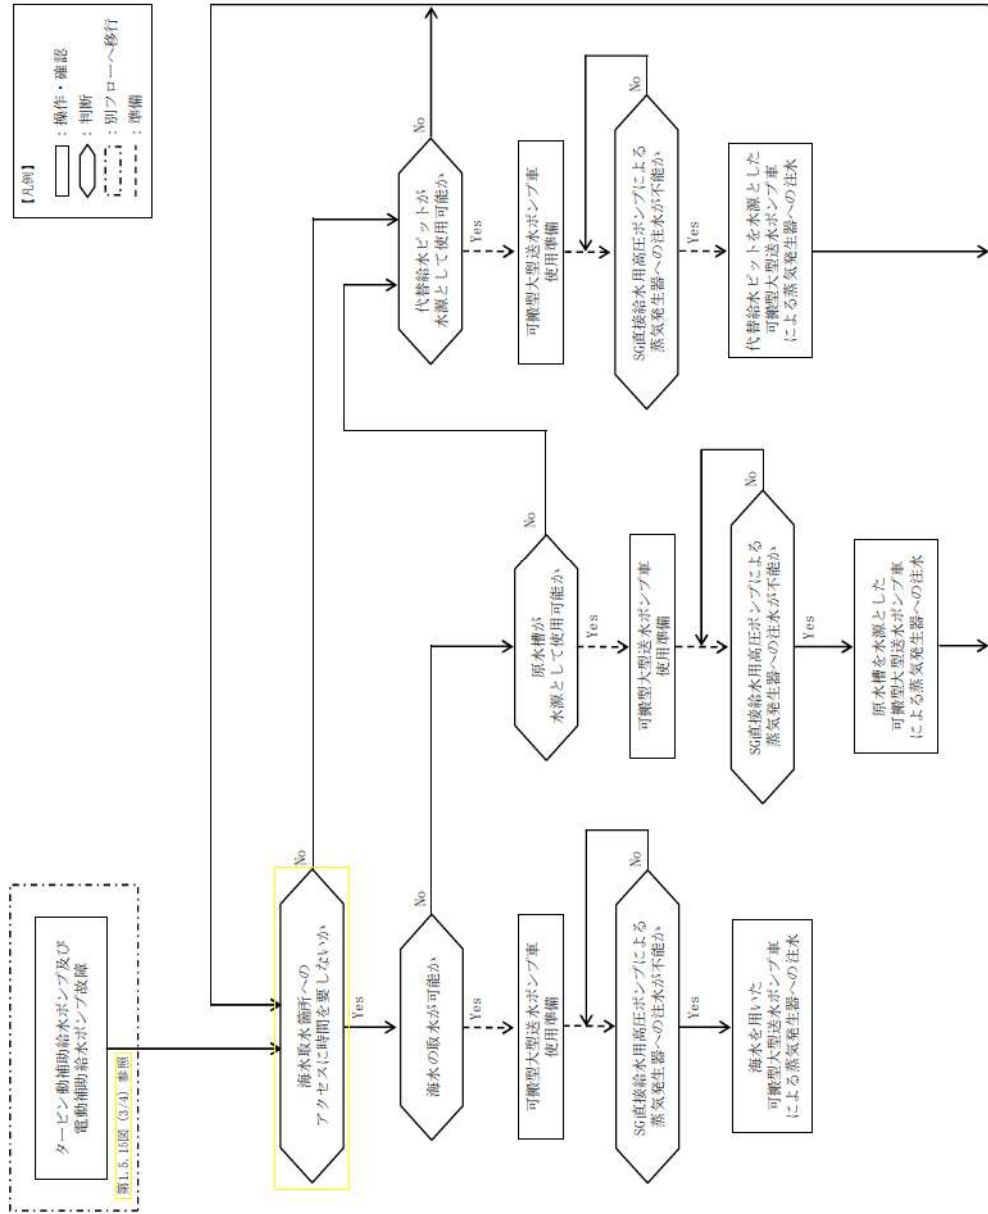 タービン動補助給水ポンプ及び
電動補助給水ポンプ故障
第1.5.15図 (3/4) 参照
【凡例】
：操作・確認
：判断
：別フローへ移行
：準備
海水取水箇所への
アクセスに時間を要しないか
No
Yes
海水の取水が可能か
No
Yes
可搬型大型送水ポンプ車
使用準備
SG直接給水用高圧ポンプによる
蒸気発生器への注水が不能か
No
Yes
海水を用いた
可搬型大型送水ポンプ車
による蒸気発生器への注水
原水槽が
水源として使用可能か
No
Yes
可搬型大型送水ポンプ車
使用準備
SG直接給水用高圧ポンプによる
蒸気発生器への注水が不能か
No
Yes
原水槽を水源とした
可搬型大型送水ポンプ車
による蒸気発生器への注水
代替給水ピットが
水源として使用可能か
No
Yes
可搬型大型送水ポンプ車
使用準備
SG直接給水用高圧ポンプによる
蒸気発生器への注水が不能か
No
Yes
代替給水ピットを水源とした
可搬型大型送水ポンプ車
による蒸気発生器への注水